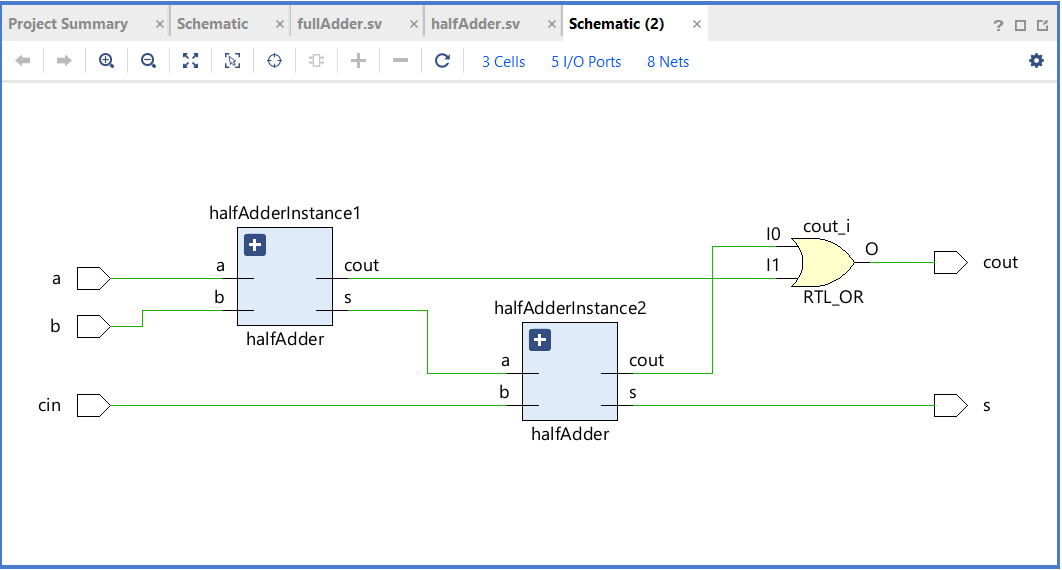 Project Summary × Schematic × fullAdder.sv × halfAdder.sv × Schematic (2) × ?
3 Cells 5 I/O Ports 8 Nets
halfAdderInstance1
a
b
cout
s
halfAdder
a
b
cin
halfAdderInstance2
a
b
cout
s
halfAdder
cout_i
I0
I1
O
RTL_OR
cout
s